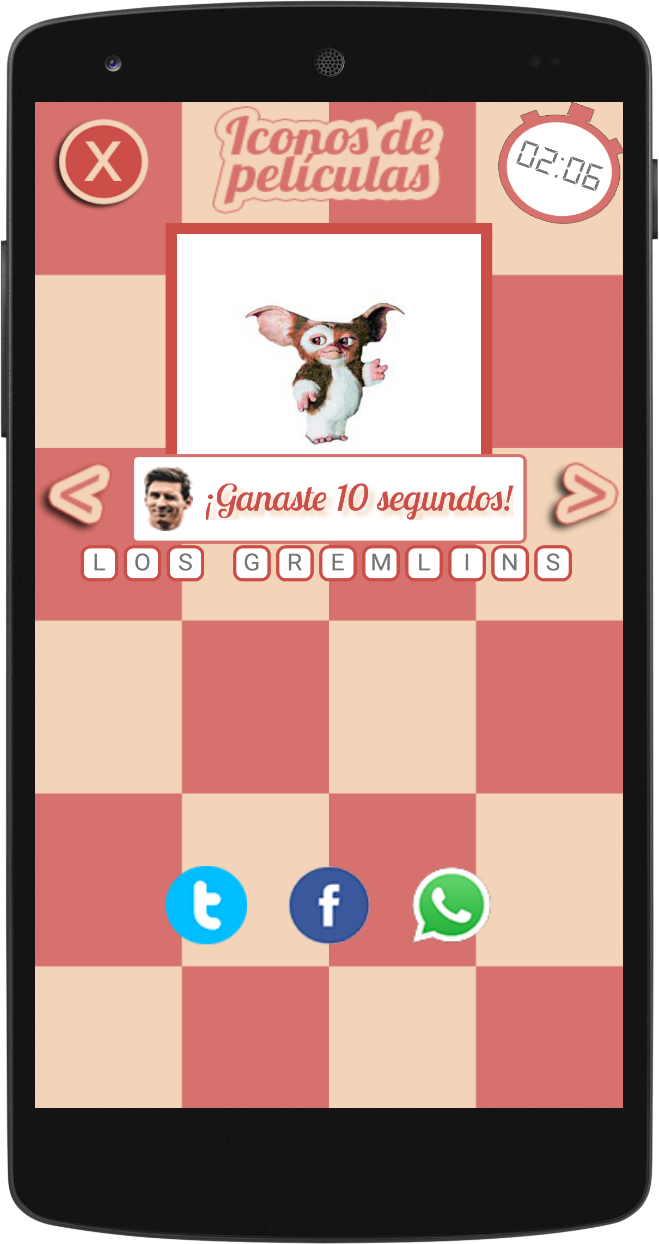 X
Iconos de
películas
02:06
< ¡Ganaste 10 segundos! >
LOS GREMLINS
t f